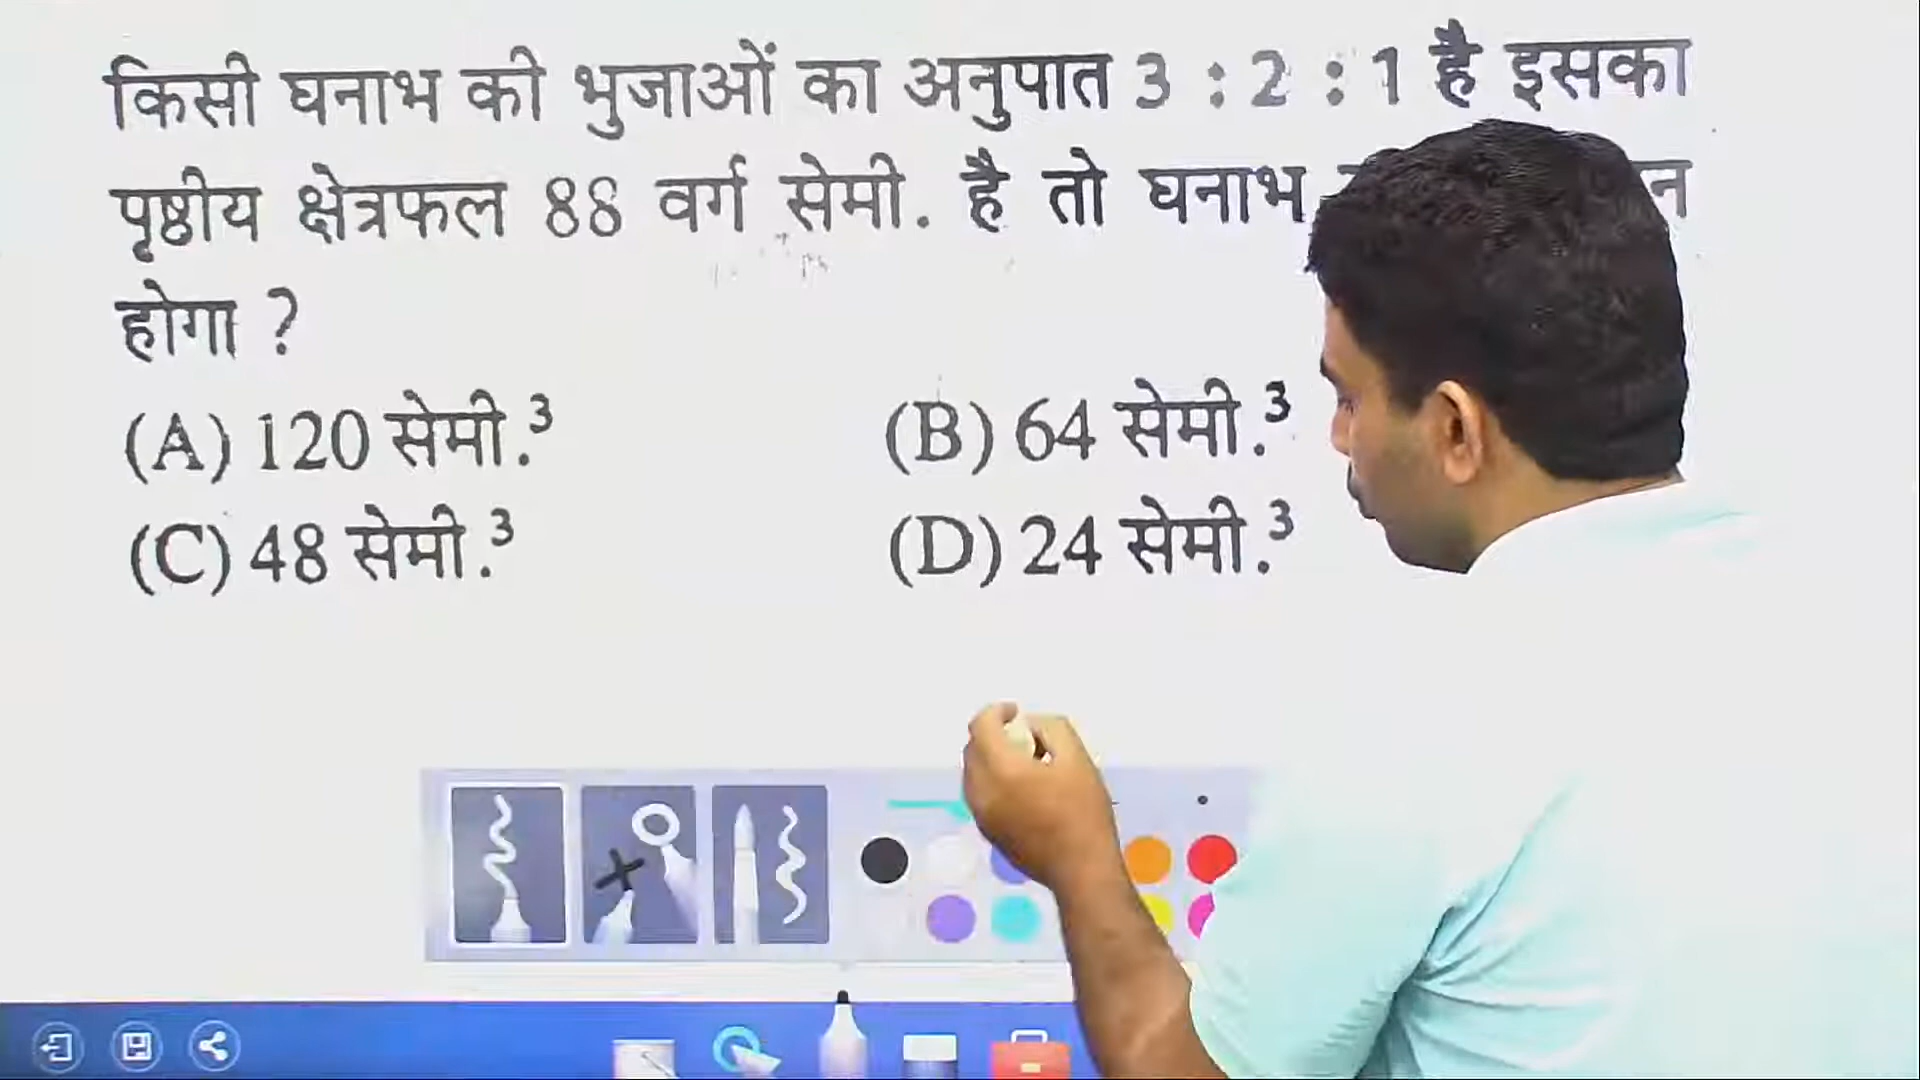 किसी घनाभ की भुजाओं का अनुपात 3 : 2 : 1 है इसका
पृष्ठीय क्षेत्रफल 88 वर्ग सेमी. है तो घनाभ
होगा ?
(A) 120 सेमी.³
(B) 64 सेमी.³
(C) 48 सेमी.³
(D) 24 सेमी.³